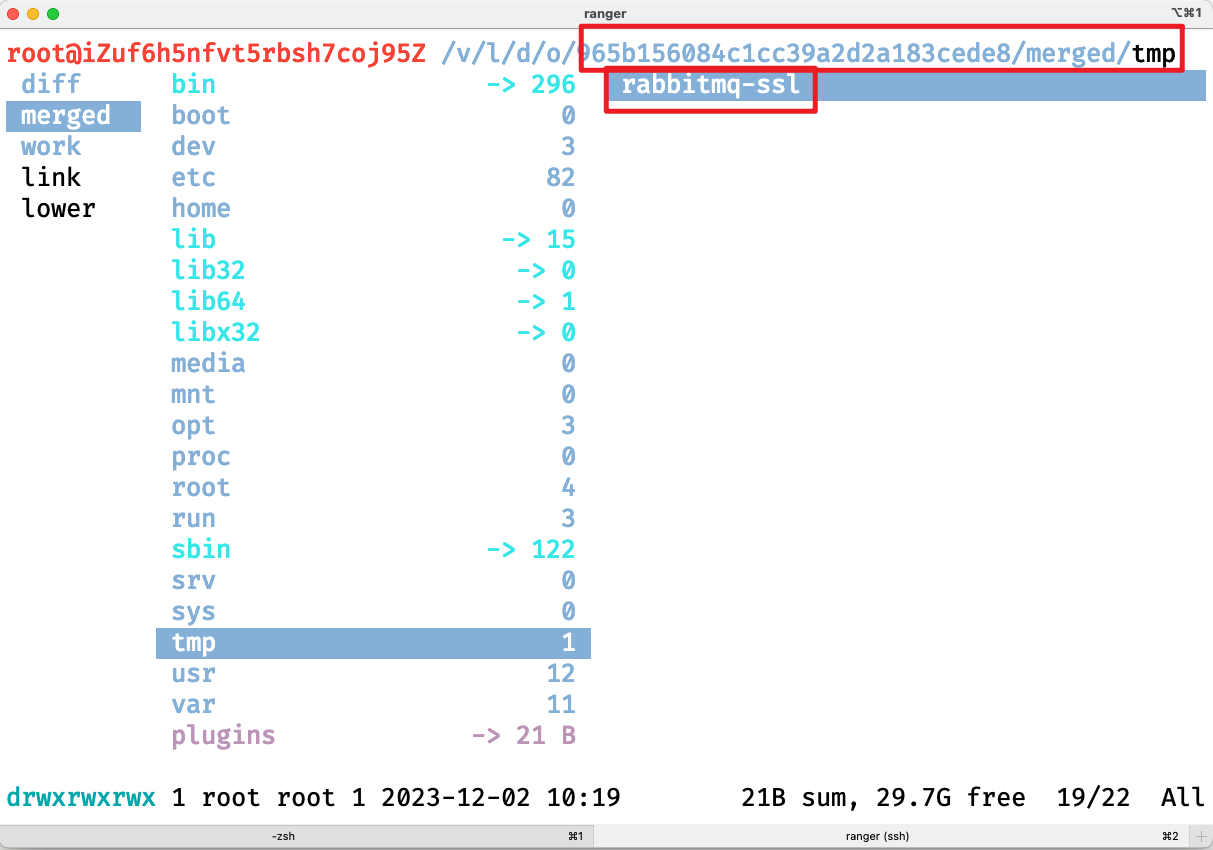 ranger ⌥⌘1
root@iZuf6h5nfvt5rbsh7coj95Z /v/l/d/o/965b156084c1cc39a2d2a183cede8/merged/tmp
diff bin -> 296 rabbitmq-ssl
merged boot 0
work dev 3
link etc 82
lower home 0
lib -> 15
lib32 -> 0
lib64 -> 1
libx32 -> 0
media 0
mnt 0
opt 3
proc 0
root 4
run 3
sbin -> 122
srv 0
sys 0
tmp 1
usr 12
var 11
plugins -> 21 B
drwxrwxrwx 1 root root 1 2023-12-02 10:19 21B sum, 29.7G free 19/22 All
-zsh ⌘1 ranger (ssh) ⌘2